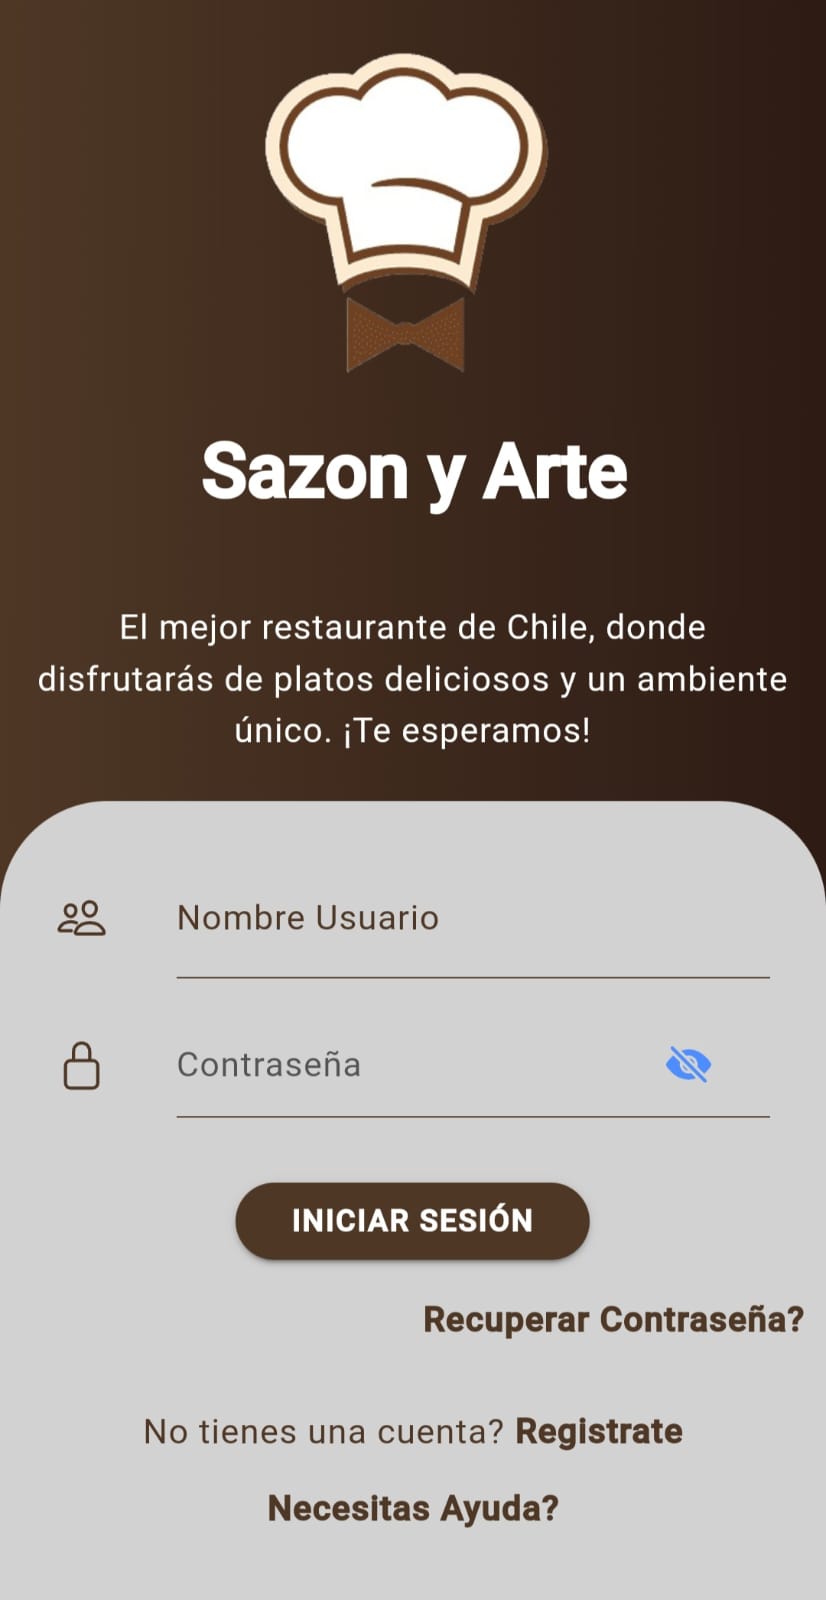 Sazon y Arte
El mejor restaurante de Chile, donde
disfrutarás de platos deliciosos y un ambiente
único. ¡Te esperamos!
Nombre Usuario
Contraseña
INICIAR SESIÓN
Recuperar Contraseña?
No tienes una cuenta? Registrate
Necesitas Ayuda?